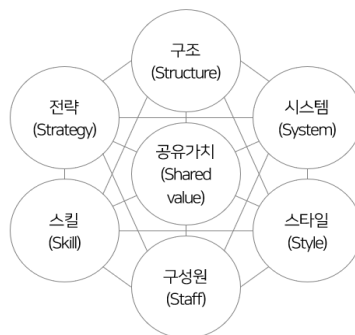 구조
(Structure)
전략
(Strategy)
시스템
(System)
공유가치
(Shared
value)
스킬
(Skill)
스타일
(Style)
구성원
(Staff)